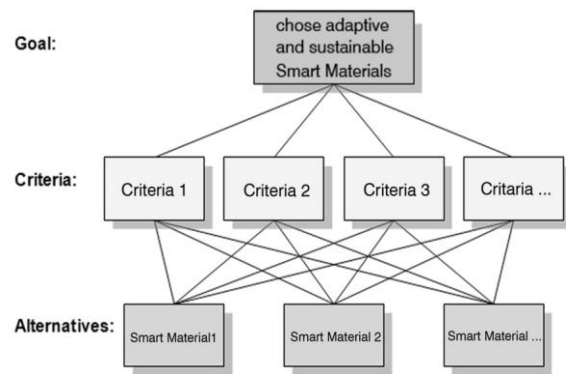 Goal:
chose adaptive
and sustainable
Smart Materials
Criteria:
Criteria 1
Criteria 2
Criteria 3
Critaria ...
Alternatives:
Smart Material1
Smart Material 2
Smart Material ...